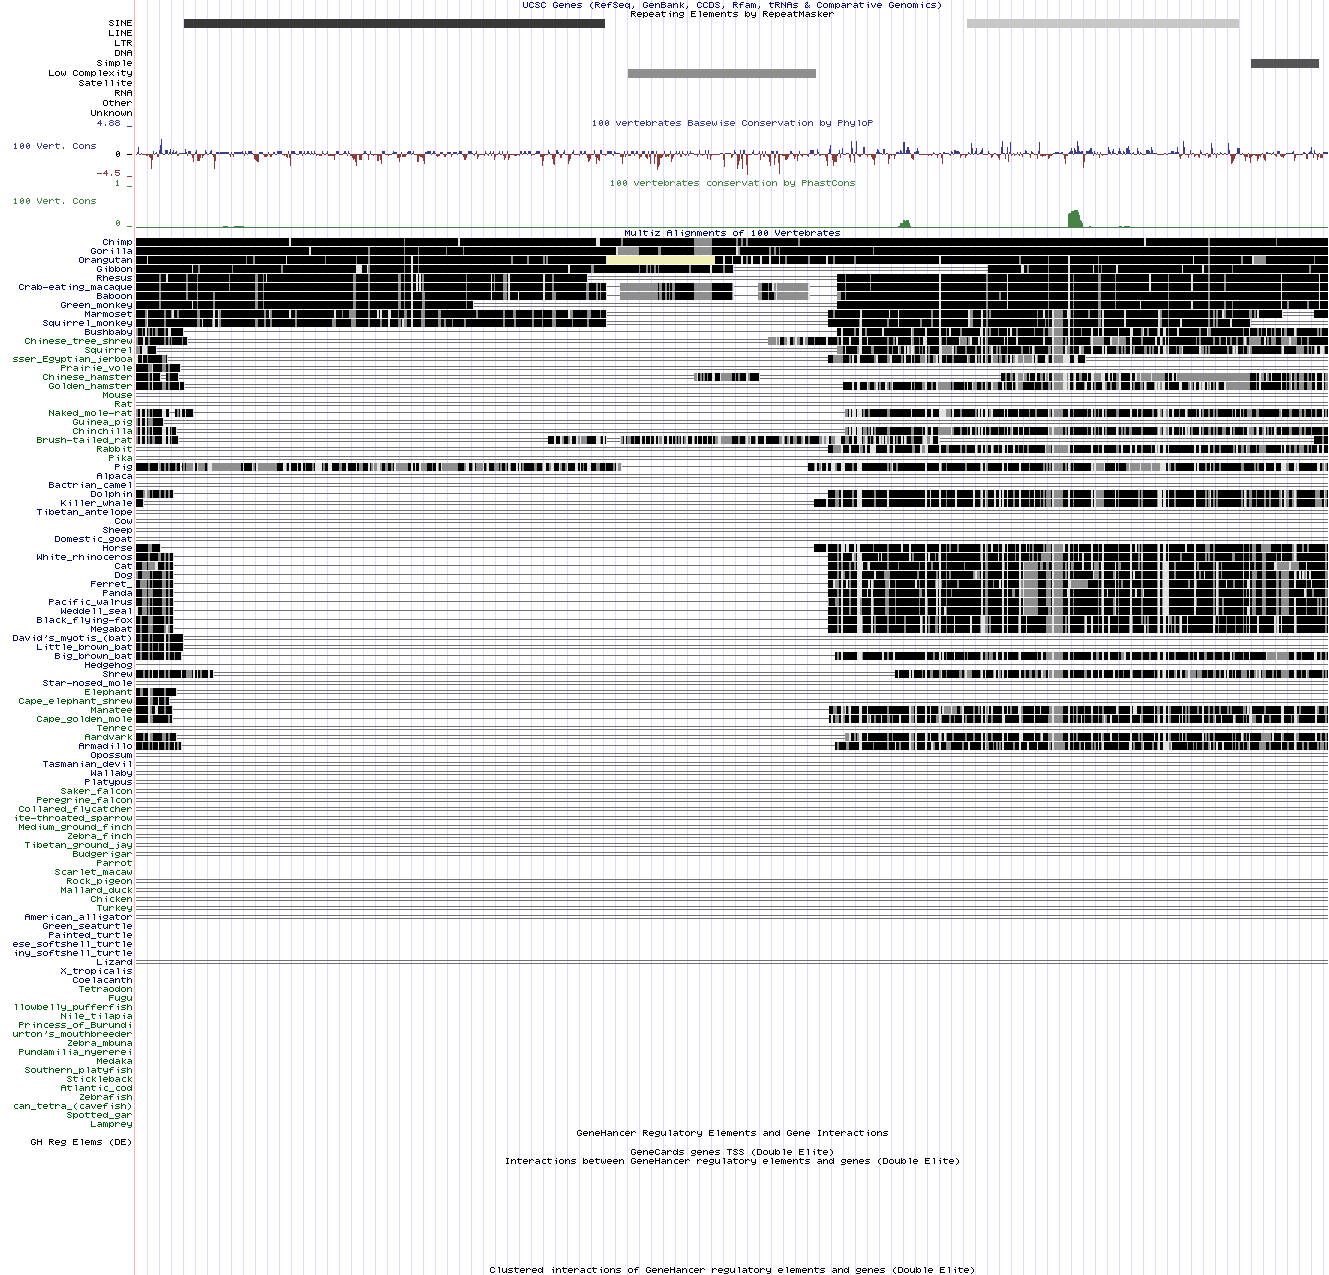 UCSC Genes (RefSeq, GenBank, CCDS, Rfam, tRNAs & Comparative Genomics)
Repeating Elements by RepeatMasker
SINE
LINE
LTR
DNA
Simple
Low Complexity
Satellite
RNA
Other
Unknown
4.88 _
100 vertebrates Basewise Conservation by PhyloP
100 Vert. Cons
0 -
-4.5 _
1 _
100 vertebrates conservation by PhastCons
100 Vert. Cons
0 _
Multiz Alignments of 100 Vertebrates
Chimp
Gorilla
Orangutan
Gibbon
Rhesus
Crab-eating_macaque
Baboon
Green_monkey
Marmoset
Squirrel_monkey
Bushbaby
Chinese_tree_shrew
Squirrel
sser_Egyptian_jerboa
Prairie_vole
Chinese_hamster
Golden_hamster
Mouse
Rat
Naked_mole-rat
Guinea_pig
Chinchilla
Brush-tailed_rat
Rabbit
Pika
Pig
Alpaca
Bactrian_camel
Dolphin
Killer_whale
Tibetan_antelope
Cow
Sheep
Domestic_goat
Horse
White_rhinoceros
Cat
Dog
Ferret_
Panda
Pacific_walrus
Weddell_seal
Black_flying-fox
Megabat
David's_myotis_(bat)
Little_brown_bat
Big_brown_bat
Hedgehog
Shrew
Star-nosed_mole
Elephant
Cape_elephant_shrew
Manatee
Cape_golden_mole
Tenrec
Aardvark
Armadillo
Opossum
Tasmanian_devil
Wallaby
Platypus
Saker_falcon
Peregrine_falcon
Collared_flycatcher
ite-throated_sparrow
Medium_ground_finch
Zebra_finch
Tibetan_ground_jay
Budgerigar
Parrot
Scarlet_macaw
Rock_pigeon
Mallard_duck
Chicken
Turkey
American_alligator
Green_seaturtle
Painted_turtle
ese_softshell_turtle
iny_softshell_turtle
Lizard
X_tropicalis
Coelacanth
Tetraodon
Fugu
llowbelly_pufferfish
Nile_tilapia
Princess_of_Burundi
urton's_mouthbreeder
Zebra_mbuna
Pundamilia_nyererei
Medaka
Southern_platyfish
Stickleback
Atlantic_cod
Zebrafish
can_tetra_(cavefish)
Spotted_gar
Lamprey
GeneHancer Regulatory Elements and Gene Interactions
GH Reg Elems (DE)
GeneCards genes TSS (Double Elite)
Interactions between GeneHancer regulatory elements and genes (Double Elite)
Clustered interactions of GeneHancer regulatory elements and genes (Double Elite)